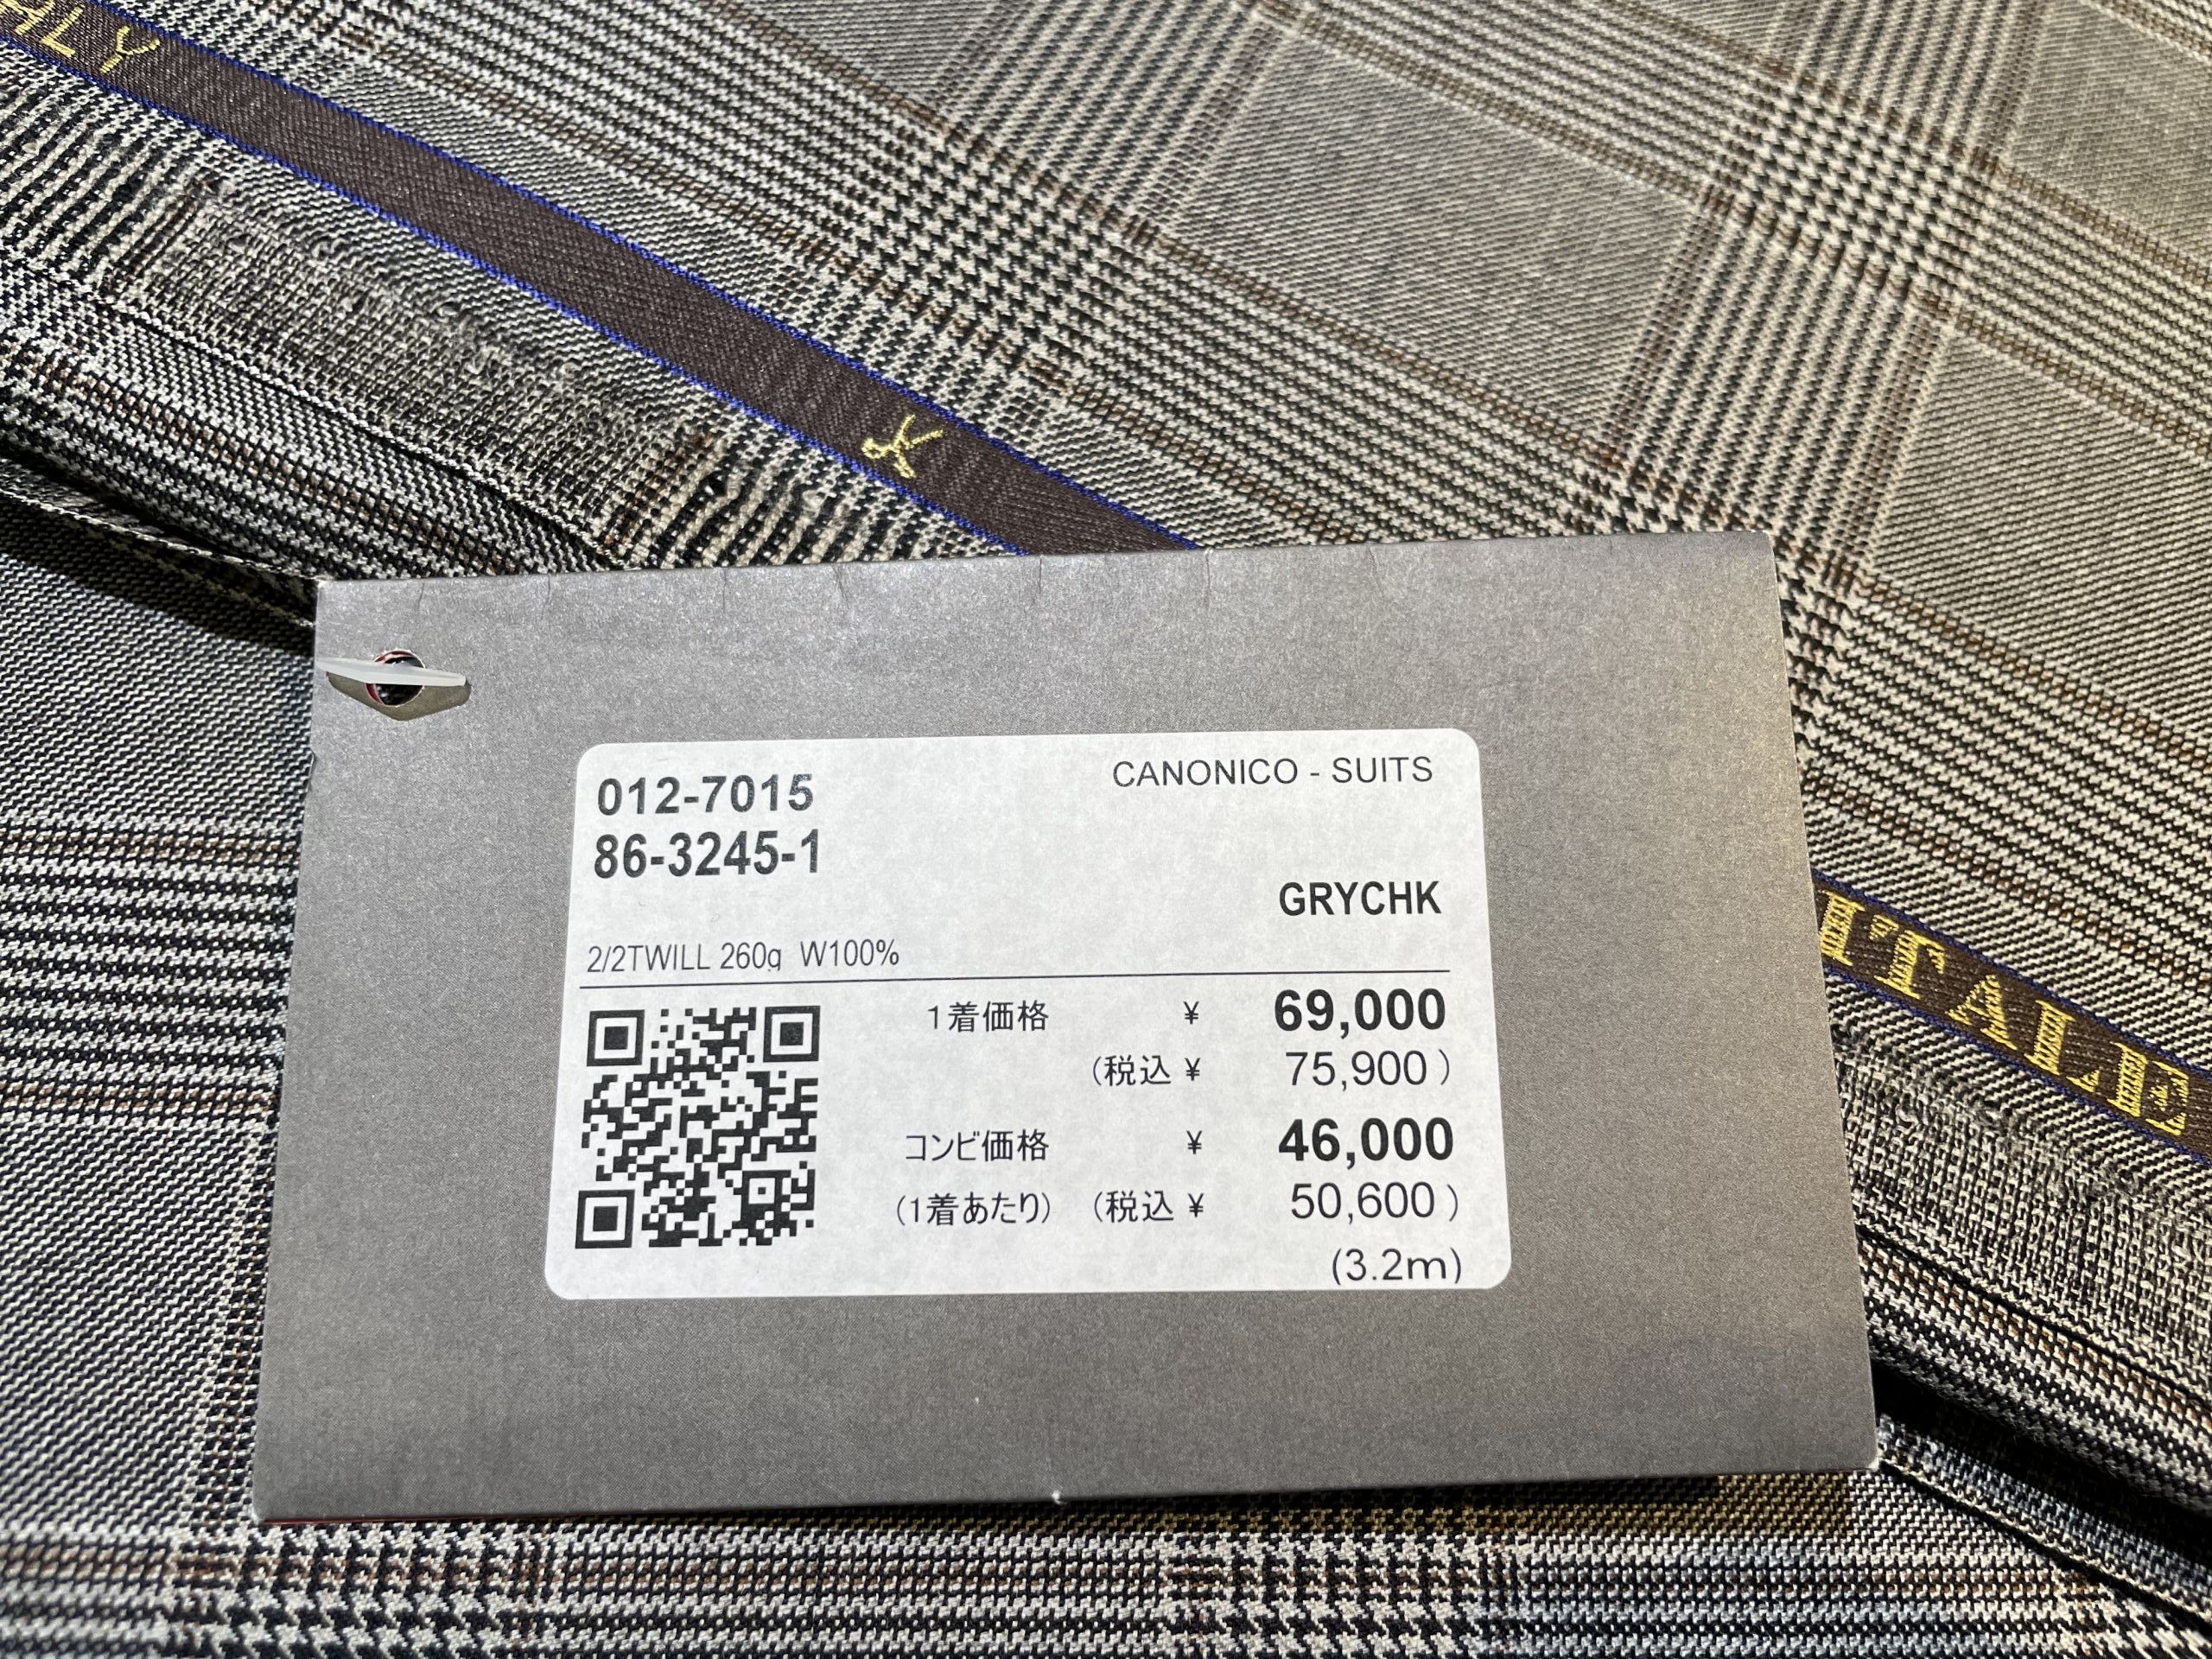 ALY
012-7015
CANONICO - SUITS
86-3245-1
GRYCHK
2/2TWILL 260g W100%
1着価格 ¥ 69,000
(税込 ¥ 75,900)
コンビ価格 ¥ 46,000
(1着あたり) (税込 ¥ 50,600)
(3.2m)
ITALE